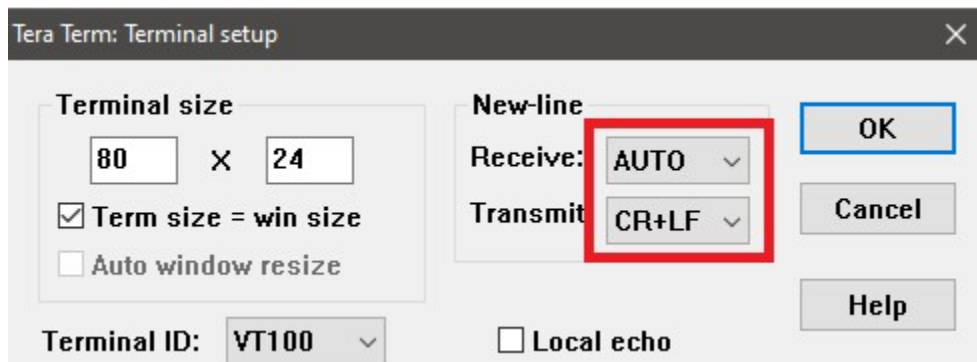 Tera Term: Terminal setup
Terminal size
80 X 24
Term size = win size
Auto window resize
Terminal ID: VT100
New-line
Receive: AUTO
Transmit CR+LF
Local echo
OK
Cancel
Help